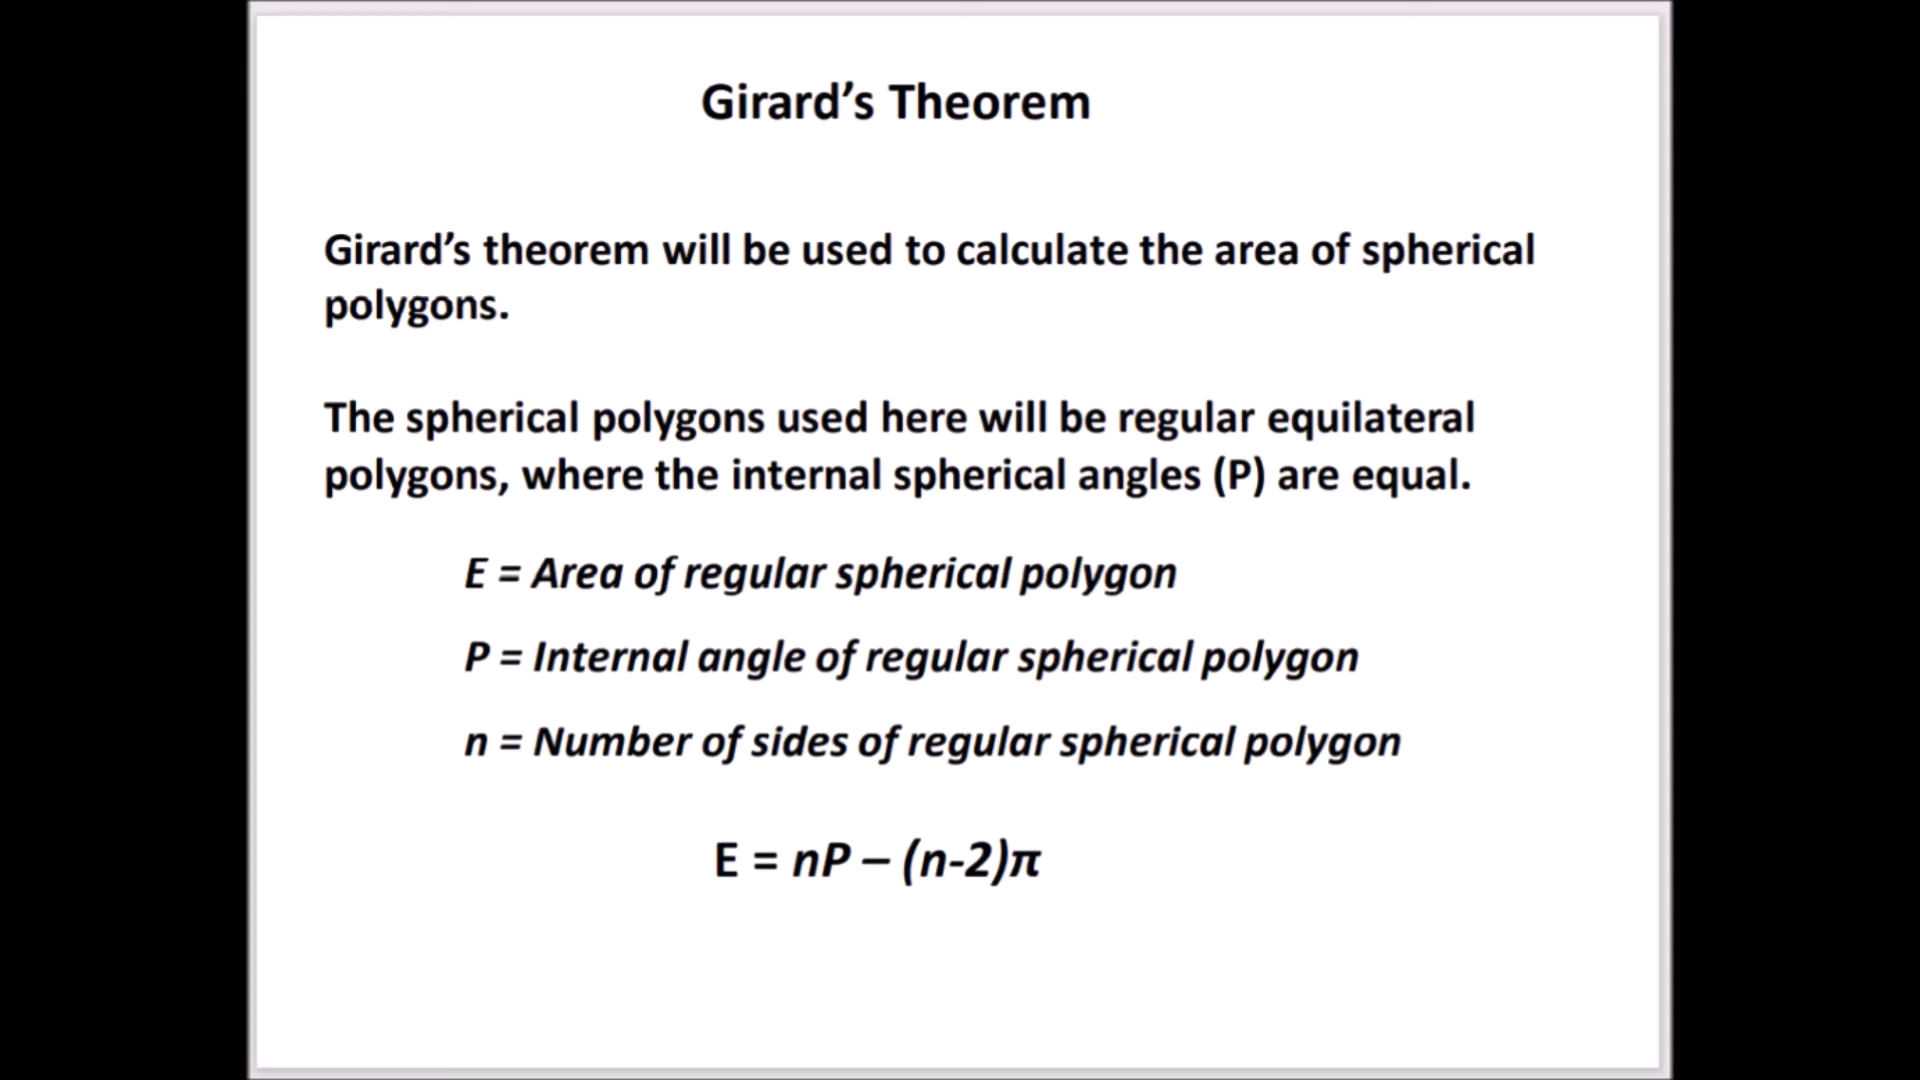 Girard’s Theorem
Girard’s theorem will be used to calculate the area of spherical
polygons.
The spherical polygons used here will be regular equilateral
polygons, where the internal spherical angles (P) are equal.
E = Area of regular spherical polygon
P = Internal angle of regular spherical polygon
n = Number of sides of regular spherical polygon
E = nP – (n-2)π